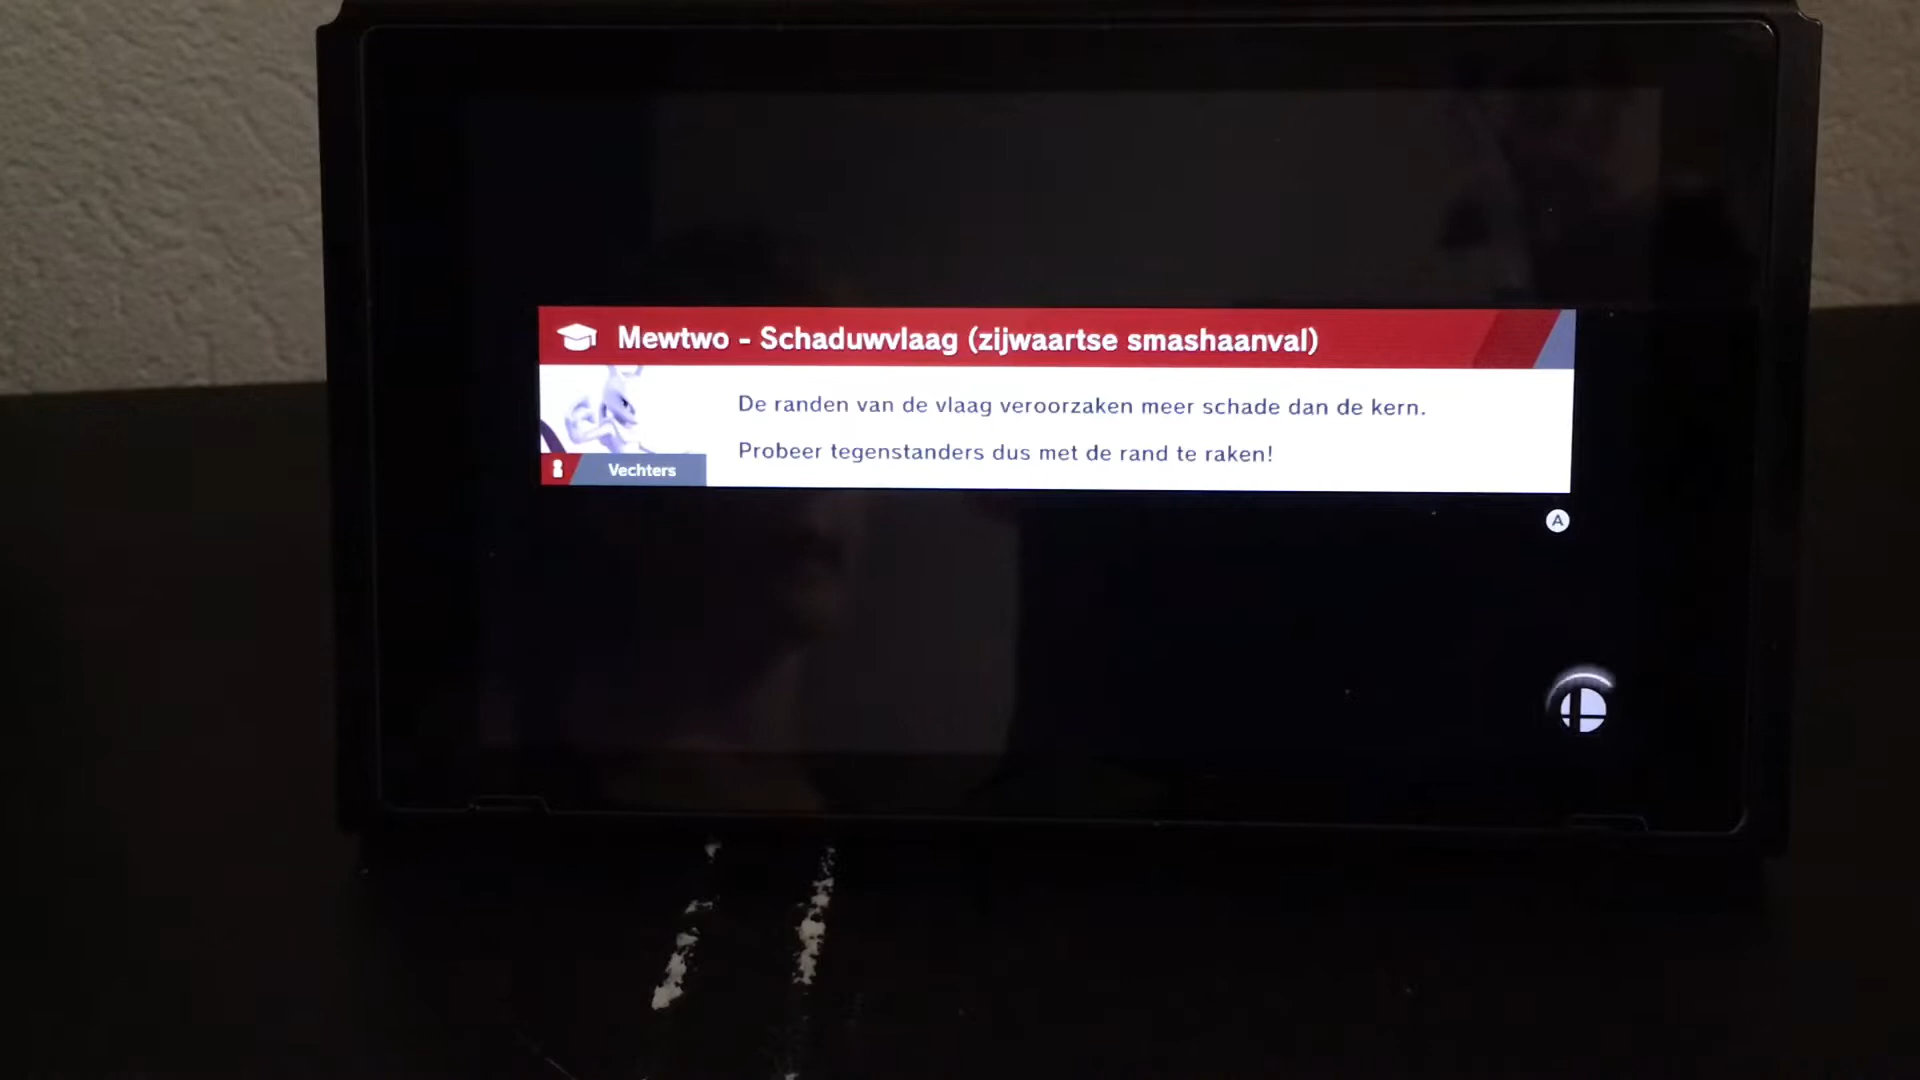 Mewtwo - Schaduwvlaag (zijwaartse smashaanval)
De randen van de vlaag veroorzaken meer schade dan de kern.
Probeer tegenstanders dus met de rand te raken!
Vechters
A